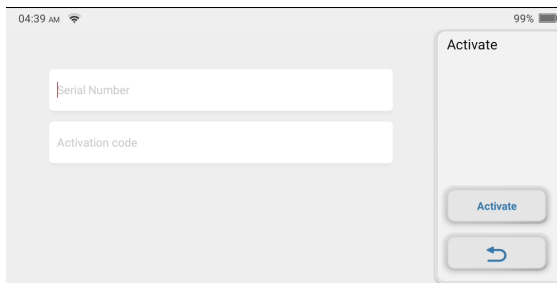 04:39 AM
99%
Activate
Serial Number
Activation code
Activate